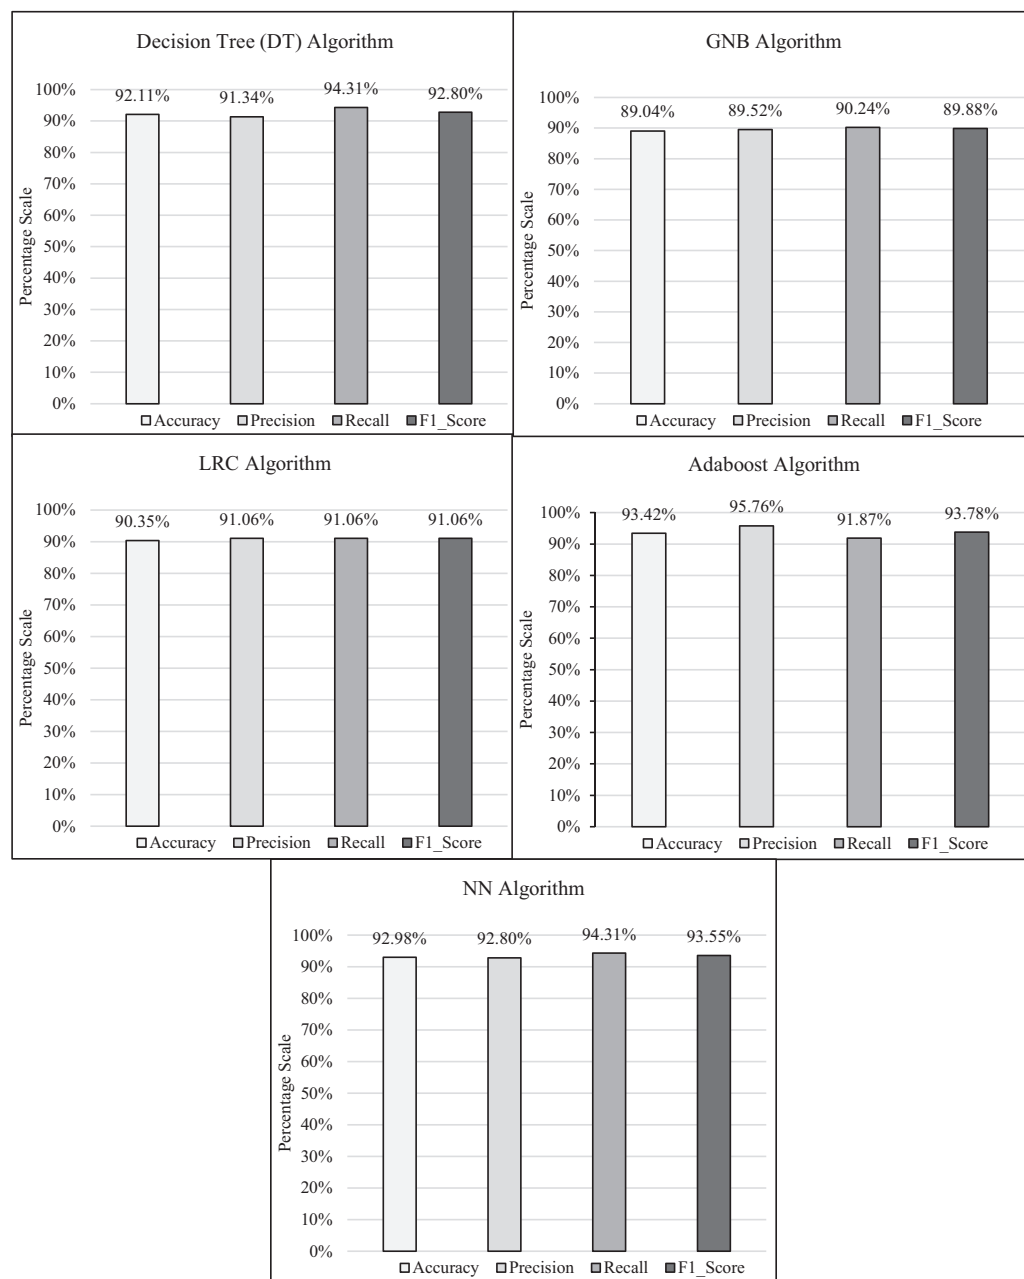 Decision Tree (DT) Algorithm
100%
90%
80%
70%
60%
50%
40%
30%
20%
10%
0%
Percentage Scale
92.11% 91.34% 94.31% 92.80%
Accuracy Precision Recall F1_Score
GNB Algorithm
100%
90%
80%
70%
60%
50%
40%
30%
20%
10%
0%
Percentage Scale
89.04% 89.52% 90.24% 89.88%
Accuracy Precision Recall F1_Score
LRC Algorithm
100%
90%
80%
70%
60%
50%
40%
30%
20%
10%
0%
Percentage Scale
90.35% 91.06% 91.06% 91.06%
Accuracy Precision Recall F1_Score
Adaboost Algorithm
100%
90%
80%
70%
60%
50%
40%
30%
20%
10%
0%
Percentage Scale
93.42% 95.76% 91.87% 93.78%
Accuracy Precision Recall F1_Score
NN Algorithm
100%
90%
80%
70%
60%
50%
40%
30%
20%
10%
0%
Percentage Scale
92.98% 92.80% 94.31% 93.55%
Accuracy Precision Recall F1_Score